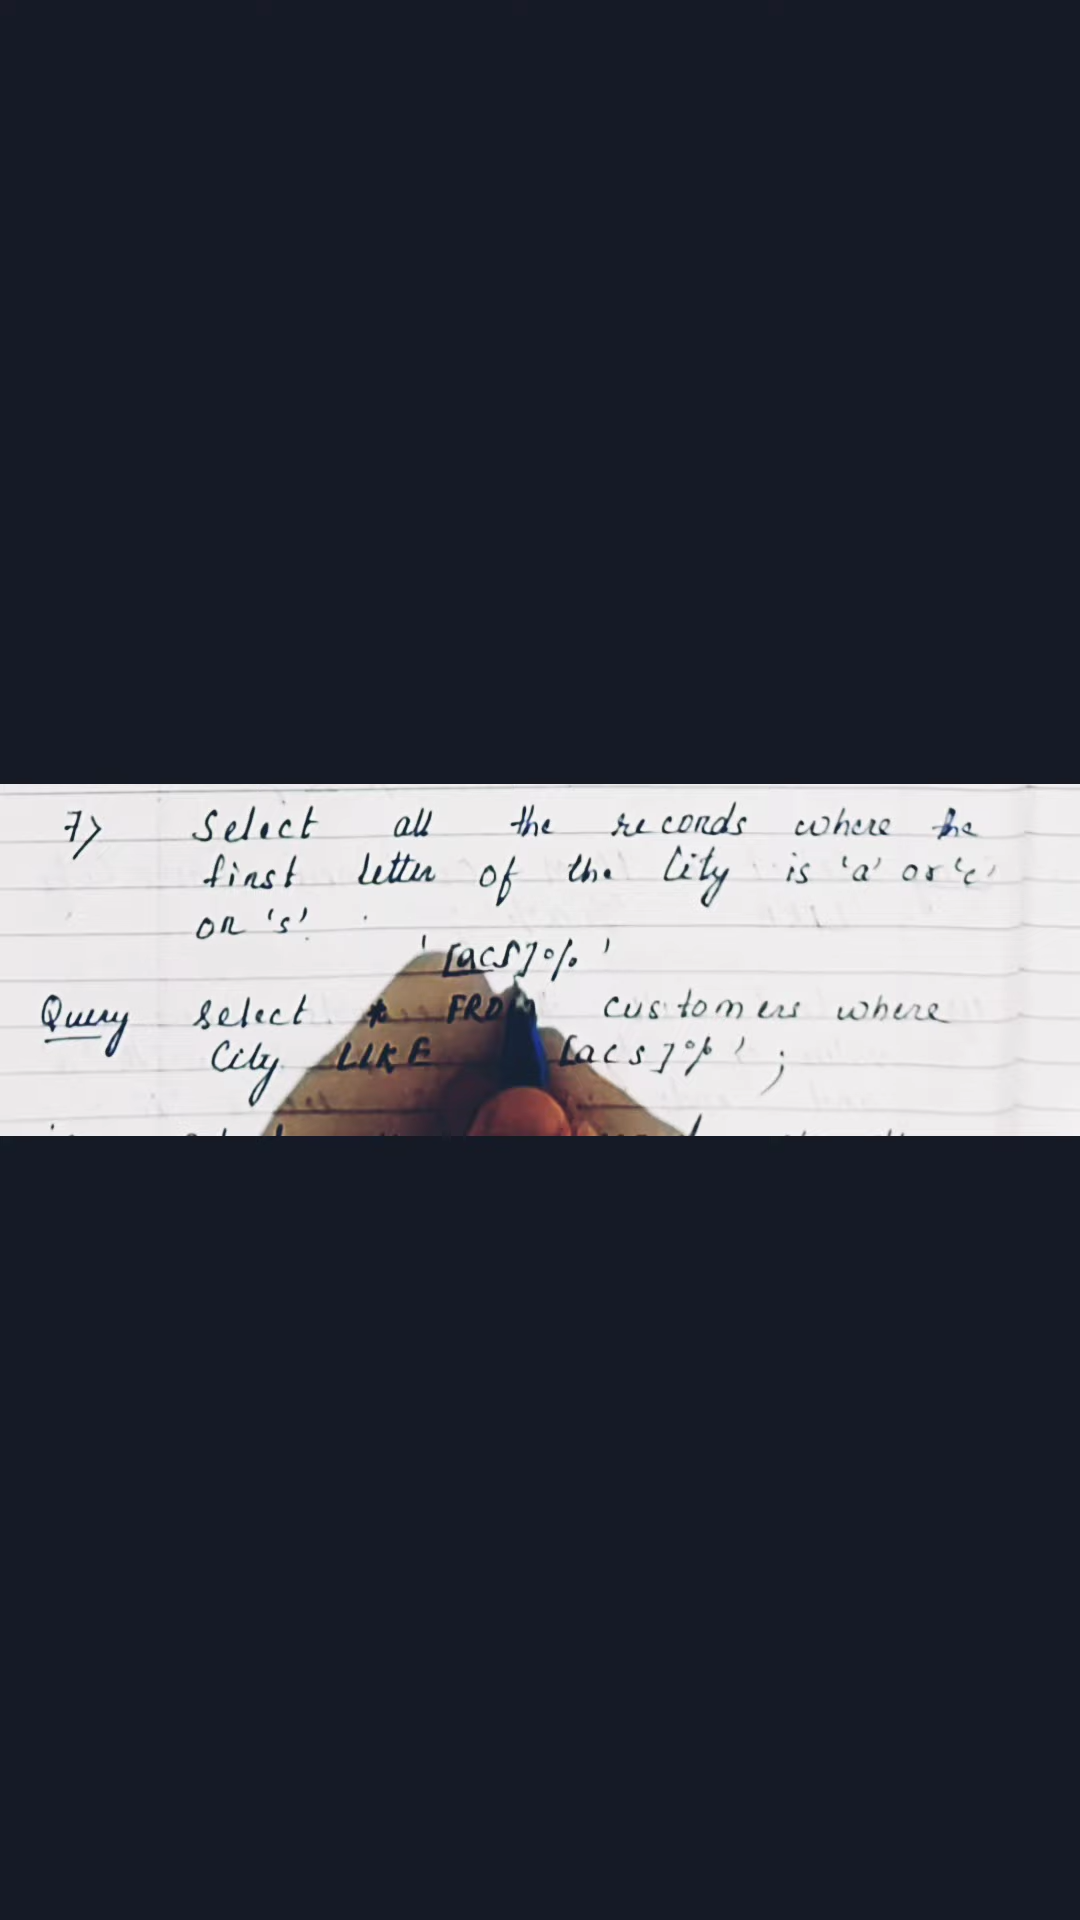 7) Select all the records where the
first letter of the City is 'a' or 'c'
or 's'.
'[acs]%'
Query select * FROM customers where
City LIKE [acs]%' ;